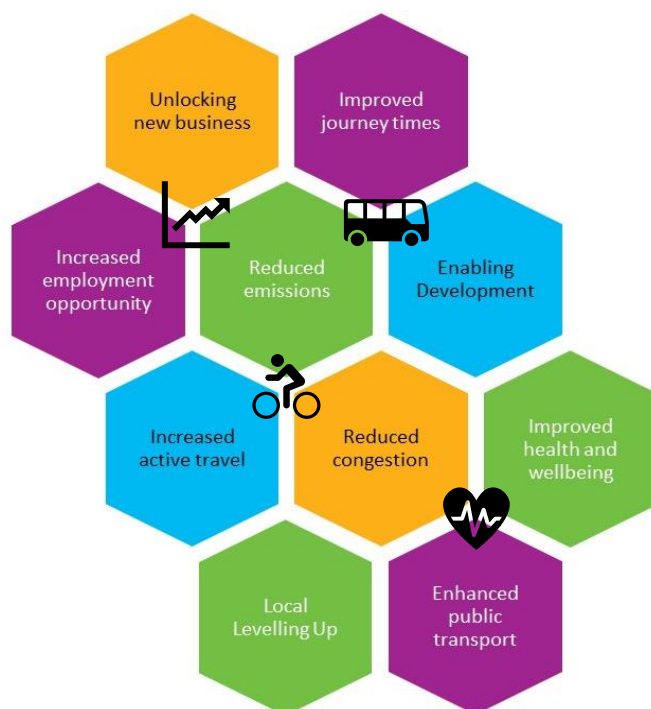 Unlocking
new business
Improved
journey times
Increased
employment
opportunity
Reduced
emissions
Enabling
Development
Increased
active travel
Reduced
congestion
Improved
health and
wellbeing
Local
Levelling Up
Enhanced
public
transport